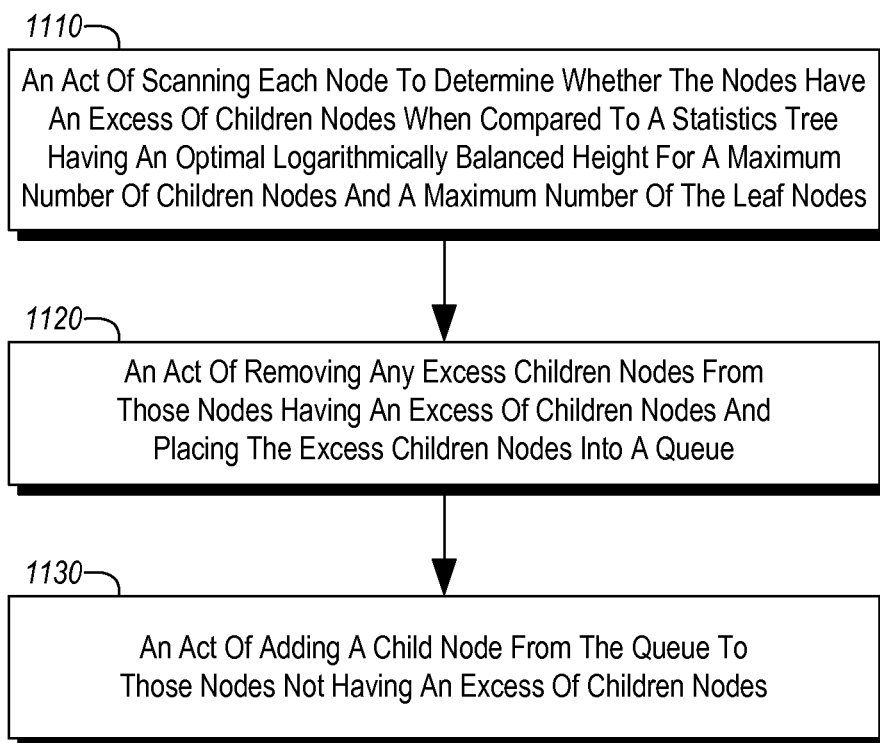 1110
An Act Of Scanning Each Node To Determine Whether The Nodes Have
An Excess Of Children Nodes When Compared To A Statistics Tree
Having An Optimal Logarithmically Balanced Height For A Maximum
Number Of Children Nodes And A Maximum Number Of The Leaf Nodes
1120
An Act Of Removing Any Excess Children Nodes From
Those Nodes Having An Excess Of Children Nodes And
Placing The Excess Children Nodes Into A Queue
1130
An Act Of Adding A Child Node From The Queue To
Those Nodes Not Having An Excess Of Children Nodes